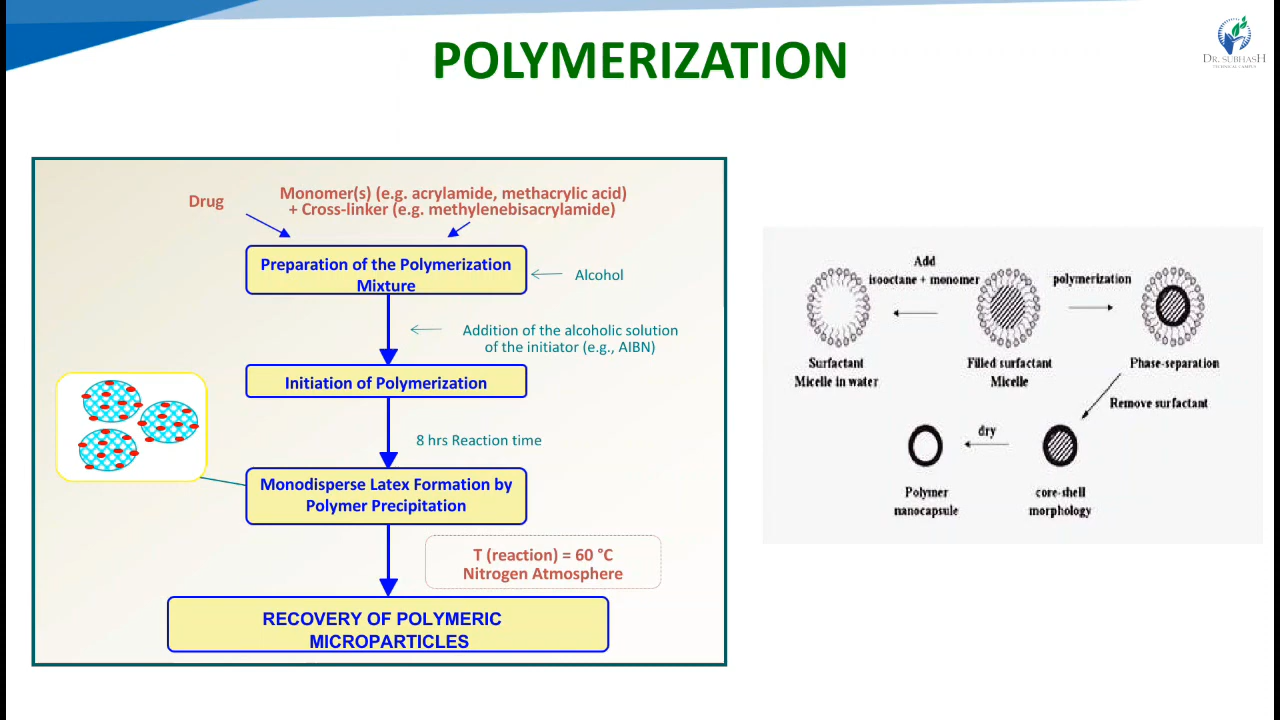 POLYMERIZATION
DR. SUBHASH
TECHNICAL CAMPUS
Drug
Monomer(s) (e.g. acrylamide, methacrylic acid)
+ Cross-linker (e.g. methylenebisacrylamide)
Preparation of the Polymerization
Mixture
Alcohol
Addition of the alcoholic solution
of the initiator (e.g., AIBN)
Initiation of Polymerization
8 hrs Reaction time
Monodisperse Latex Formation by
Polymer Precipitation
T (reaction) = 60 °C
Nitrogen Atmosphere
RECOVERY OF POLYMERIC
MICROPARTICLES
Add
isooctane + monomer
polymerization
Surfactant
Micelle in water
Filled surfactant
Micelle
Phase-separation
Remove surfactant
dry
Polymer
nanocapsule
core-shell
morphology